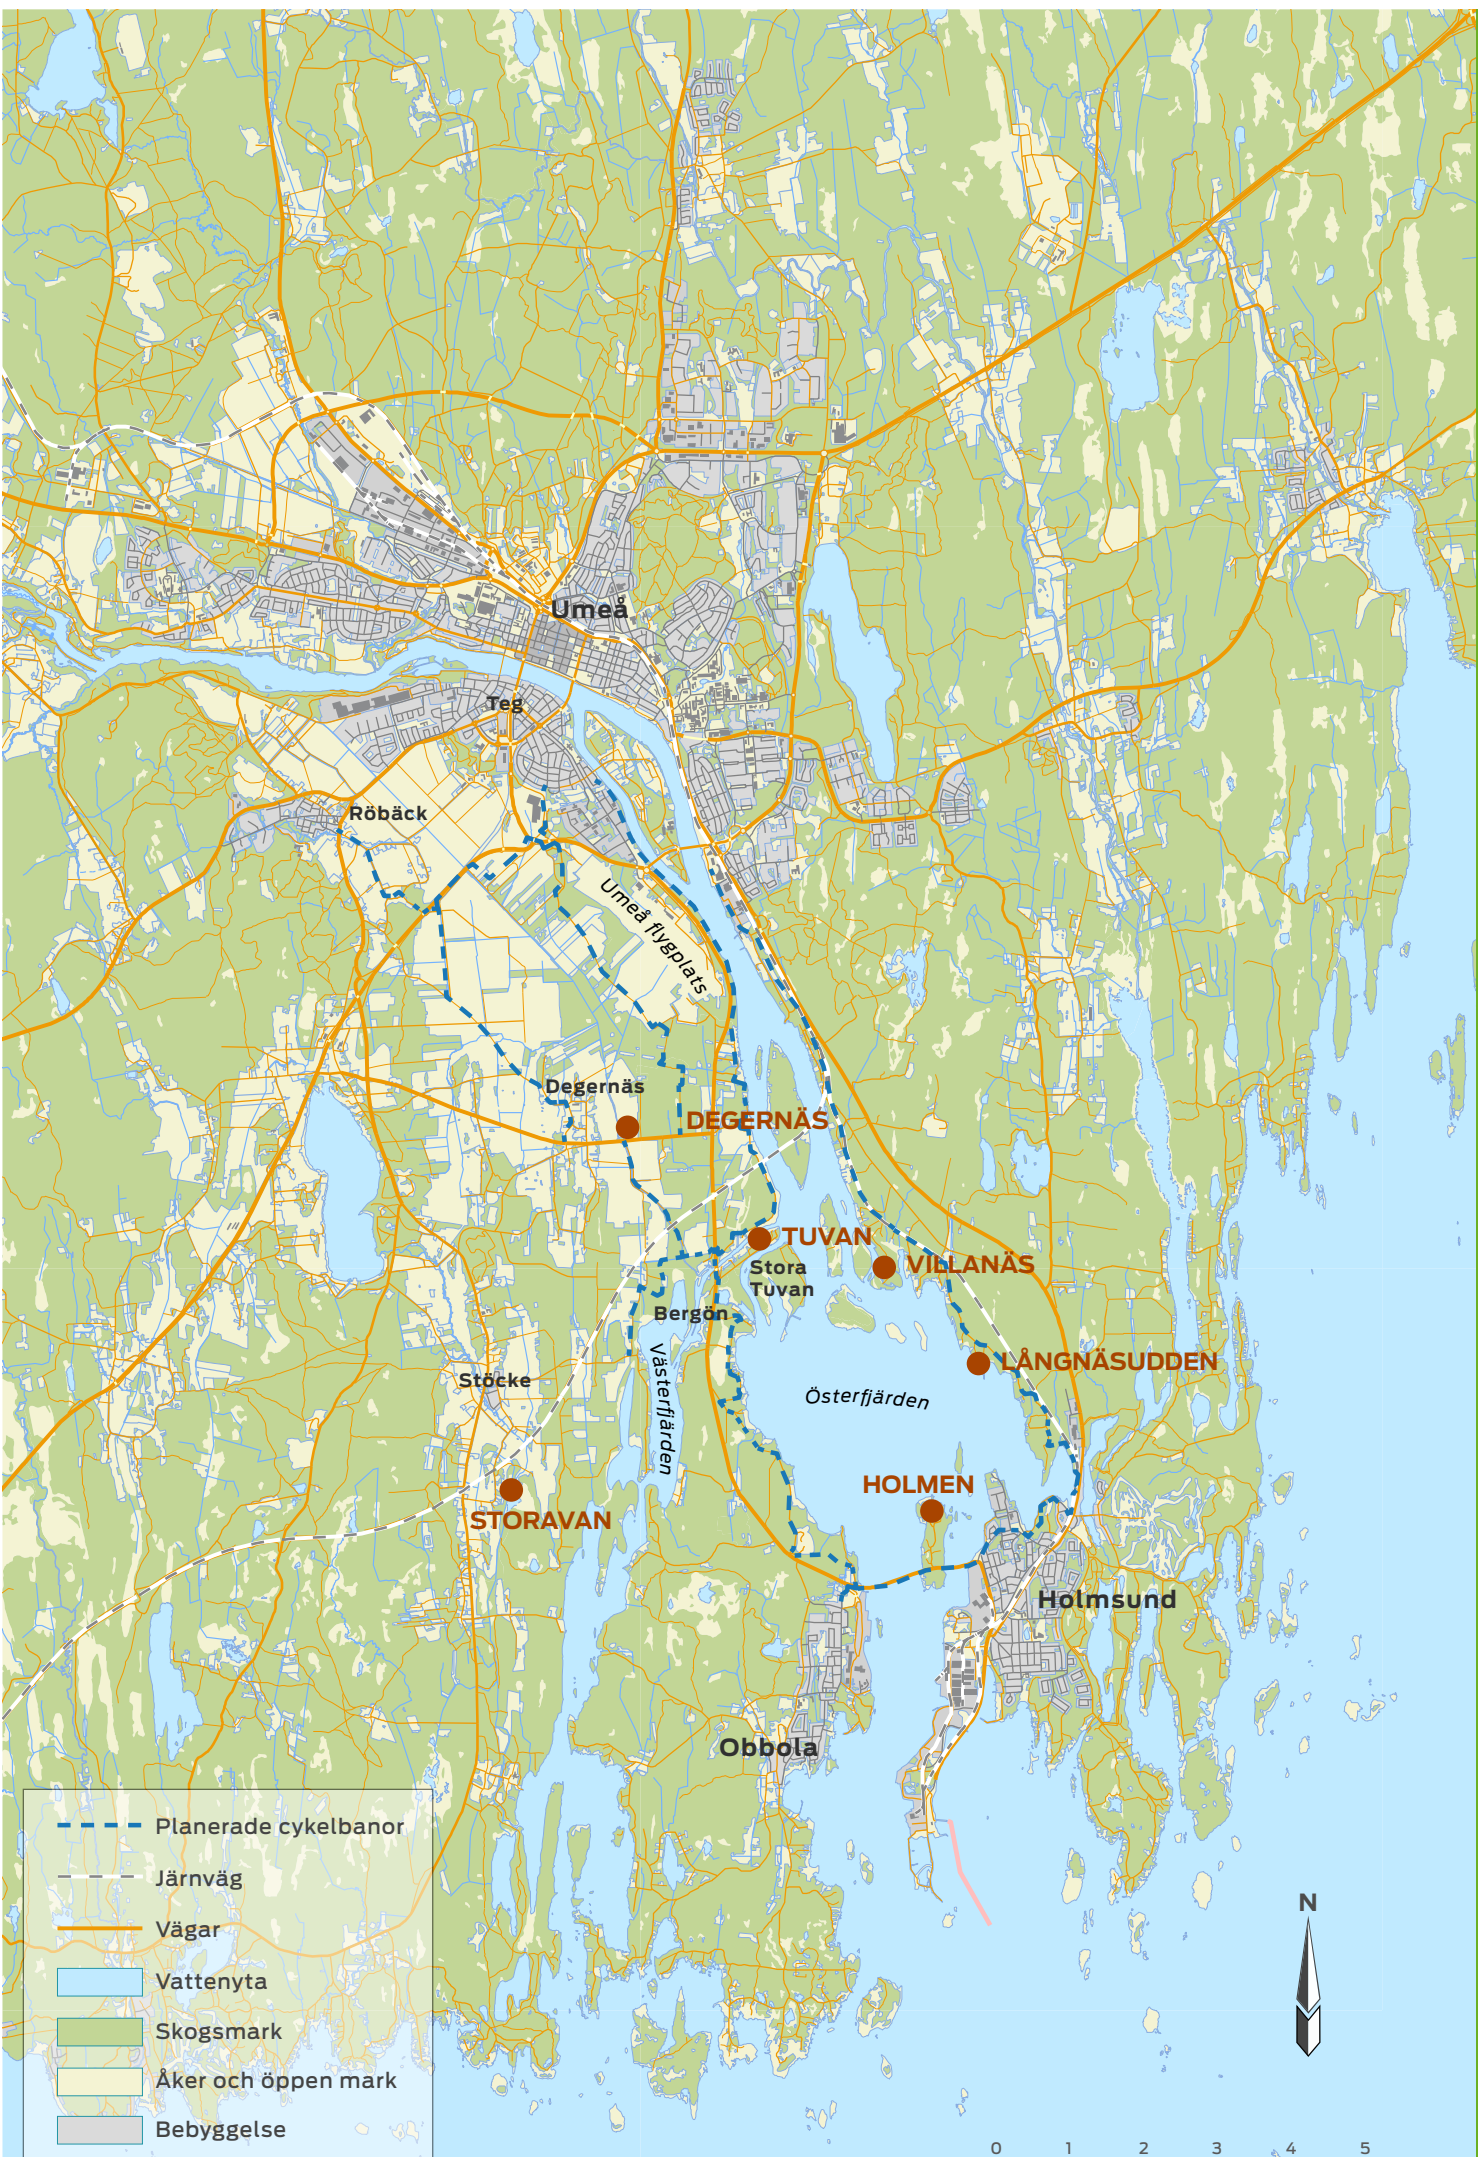 Umeå
Teg
Röbäck
Umeå flygplats
Degernäs
DEGERNÄS
TUVAN
Stora
Tuvan
VILLANÄS
Bergön
LÅNGNÄSUDDEN
Västerfjärden
Stöcke
Österfjärden
HOLMEN
STORAVAN
Holmsund
Obbola
Planerade cykelbanor
Järnväg
Vägar
Vattenyta
Skogsmark
Åker och öppen mark
Bebyggelse
N
0 1 2 3 4 5